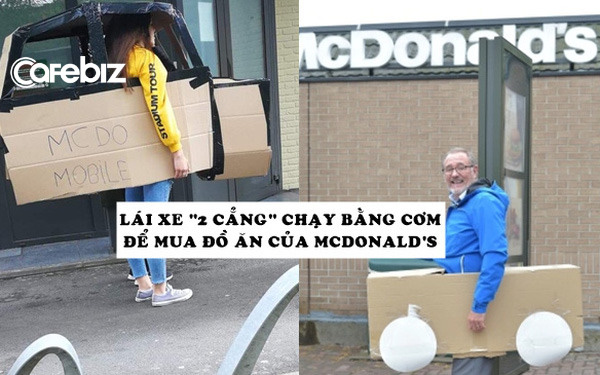 Cafebiz
McDonald's
STADIUM TOUR
MC DO
MOBILE
LÁI XE "2 CẲNG" CHẠY BẰNG CƠM
ĐỂ MUA ĐỒ ĂN CỦA MCDONALD'S